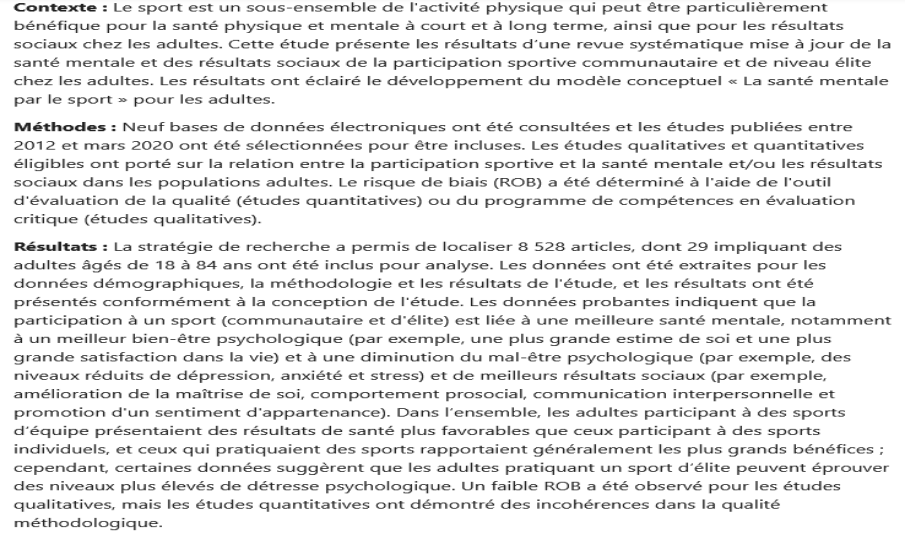 Contexte : Le sport est un sous-ensemble de l'activité physique qui peut être particulièrement
bénéfique pour la santé physique et mentale à court et à long terme, ainsi que pour les résultats
sociaux chez les adultes. Cette étude présente les résultats d’une revue systématique mise à jour de la
santé mentale et des résultats sociaux de la participation sportive communautaire et de niveau élite
chez les adultes. Les résultats ont éclairé le développement du modèle conceptuel « La santé mentale
par le sport » pour les adultes.
Méthodes : Neuf bases de données électroniques ont été consultées et les études publiées entre
2012 et mars 2020 ont été sélectionnées pour être incluses. Les études qualitatives et quantitatives
éligibles ont porté sur la relation entre la participation sportive et la santé mentale et/ou les résultats
sociaux dans les populations adultes. Le risque de biais (ROB) a été déterminé à l'aide de l'outil
d'évaluation de la qualité (études quantitatives) ou du programme de compétences en évaluation
critique (études qualitatives).
Résultats : La stratégie de recherche a permis de localiser 8 528 articles, dont 29 impliquant des
adultes âgés de 18 à 84 ans ont été inclus pour analyse. Les données ont été extraites pour les
données démographiques, la méthodologie et les résultats de l'étude, et les résultats ont été
présentés conformément à la conception de l'étude. Les données probantes indiquent que la
participation à un sport (communautaire et d'élite) est liée à une meilleure santé mentale, notamment
à un meilleur bien-être psychologique (par exemple, une plus grande estime de soi et une plus
grande satisfaction dans la vie) et à une diminution du mal-être psychologique (par exemple, des
niveaux réduits de dépression, anxiété et stress) et de meilleurs résultats sociaux (par exemple,
amélioration de la maîtrise de soi, comportement prosocial, communication interpersonnelle et
promotion d'un sentiment d'appartenance). Dans l’ensemble, les adultes participant à des sports
d’équipe présentaient des résultats de santé plus favorables que ceux participant à des sports
individuels, et ceux qui pratiquaient des sports rapportaient généralement les plus grands bénéfices ;
cependant, certaines données suggèrent que les adultes pratiquant un sport d’élite peuvent éprouver
des niveaux plus élevés de détresse psychologique. Un faible ROB a été observé pour les études
qualitatives, mais les études quantitatives ont démontré des incohérences dans la qualité
méthodologique.